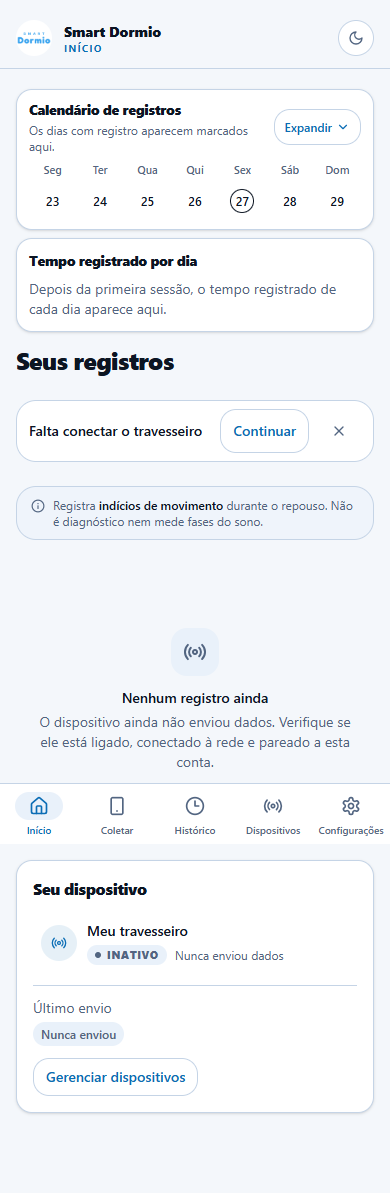 SMART
Dormio
Smart Dormio
INÍCIO
Calendário de registros
Os dias com registro aparecem marcados
aqui.
Expandir
Seg Ter Qua Qui Sex Sáb Dom
23 24 25 26 27 28 29
Tempo registrado por dia
Depois da primeira sessão, o tempo registrado de
cada dia aparece aqui.
Seus registros
Falta conectar o travesseiro
Continuar
Registra indícios de movimento durante o repouso. Não
é diagnóstico nem mede fases do sono.
Nenhum registro ainda
O dispositivo ainda não enviou dados. Verifique se
ele está ligado, conectado à rede e pareado a esta
conta.
Início Coletar Histórico Dispositivos Configurações
Seu dispositivo
Meu travesseiro
INATIVO Nunca enviou dados
Último envio
Nunca enviou
Gerenciar dispositivos